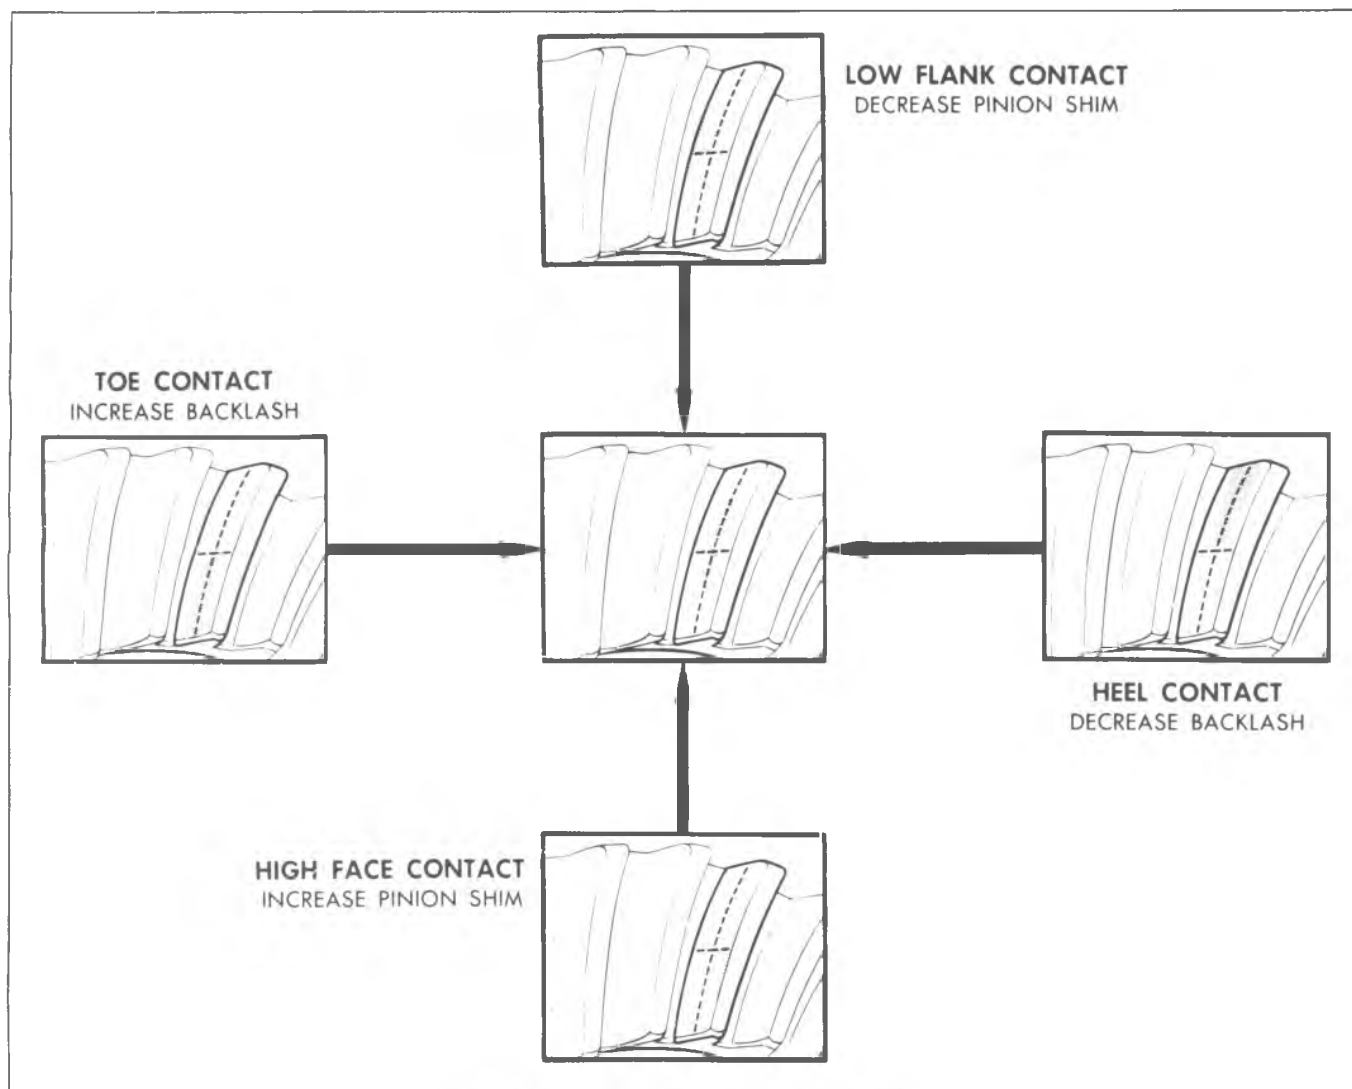 LOW FLANK CONTACT
DECREASE PINION SHIM
TOE CONTACT
INCREASE BACKLASH
HEEL CONTACT
DECREASE BACKLASH
HIGH FACE CONTACT
INCREASE PINION SHIM